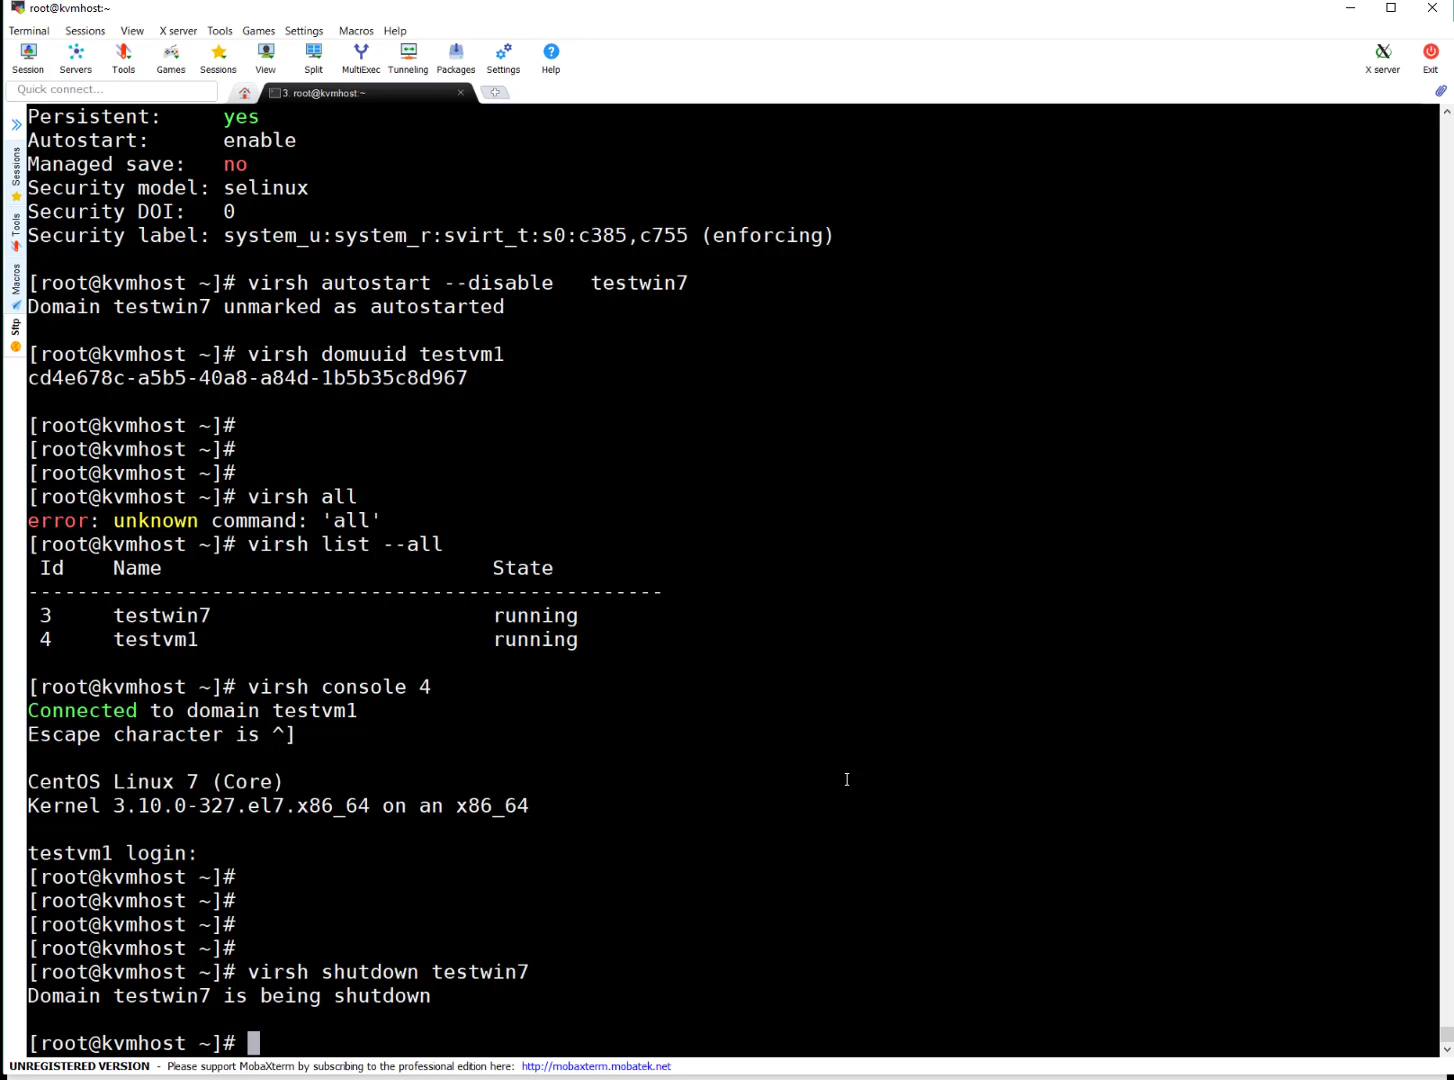 root@kvmhost:~
Terminal Sessions View X server Tools Games Settings Macros Help
Session Servers Tools Games Sessions View Split MultiExec Tunneling Packages Settings Help X server Exit
Quick connect...
3. root@kvmhost:~
Sessions
Tools
Macros
Sftp
Persistent: yes
Autostart: enable
Managed save: no
Security model: selinux
Security DOI: 0
Security label: system_u:system_r:svirt_t:s0:c385,c755 (enforcing)
[root@kvmhost ~]# virsh autostart --disable   testwin7
Domain testwin7 unmarked as autostarted
[root@kvmhost ~]# virsh domuuid testvm1
cd4e678c-a5b5-40a8-a84d-1b5b35c8d967
[root@kvmhost ~]#
[root@kvmhost ~]#
[root@kvmhost ~]#
[root@kvmhost ~]# virsh all
error: unknown command: 'all'
[root@kvmhost ~]# virsh list --all
Id Name State
----------------------------------------------------
3 testwin7 running
4 testvm1 running
[root@kvmhost ~]# virsh console 4
Connected to domain testvm1
Escape character is ^]
CentOS Linux 7 (Core)
Kernel 3.10.0-327.el7.x86_64 on an x86_64
testvm1 login:
[root@kvmhost ~]#
[root@kvmhost ~]#
[root@kvmhost ~]#
[root@kvmhost ~]#
[root@kvmhost ~]# virsh shutdown testwin7
Domain testwin7 is being shutdown
[root@kvmhost ~]#
UNREGISTERED VERSION - Please support MobaXterm by subscribing to the professional edition here: http://mobaxterm.mobatek.net